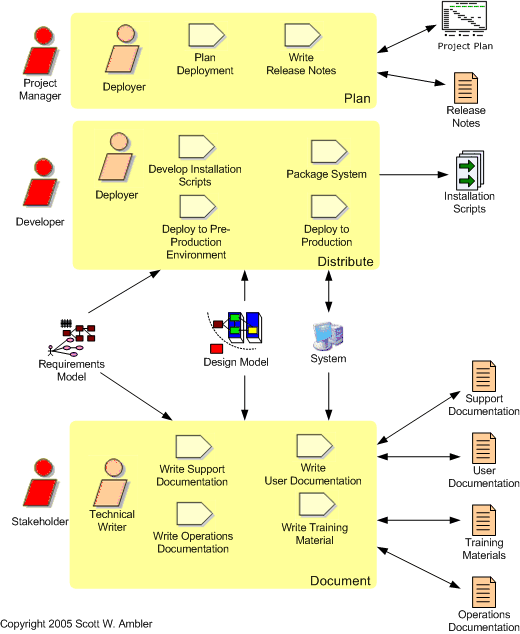 Project
Manager
Deployer
Plan
Deployment
Write
Release Notes
Plan
Project Plan
Release
Notes
Developer
Deployer
Develop Installation
Scripts
Package System
Deploy to Pre-
Production
Environment
Deploy to
Production
Distribute
Installation
Scripts
Requirements
Model
Design Model
System
Stakeholder
Technical
Writer
Write Support
Documentation
Write
User Documentation
Write Operations
Documentation
Write Training
Material
Document
Support
Documentation
User
Documentation
Training
Materials
Operations
Documentation
Copyright 2005 Scott W. Ambler